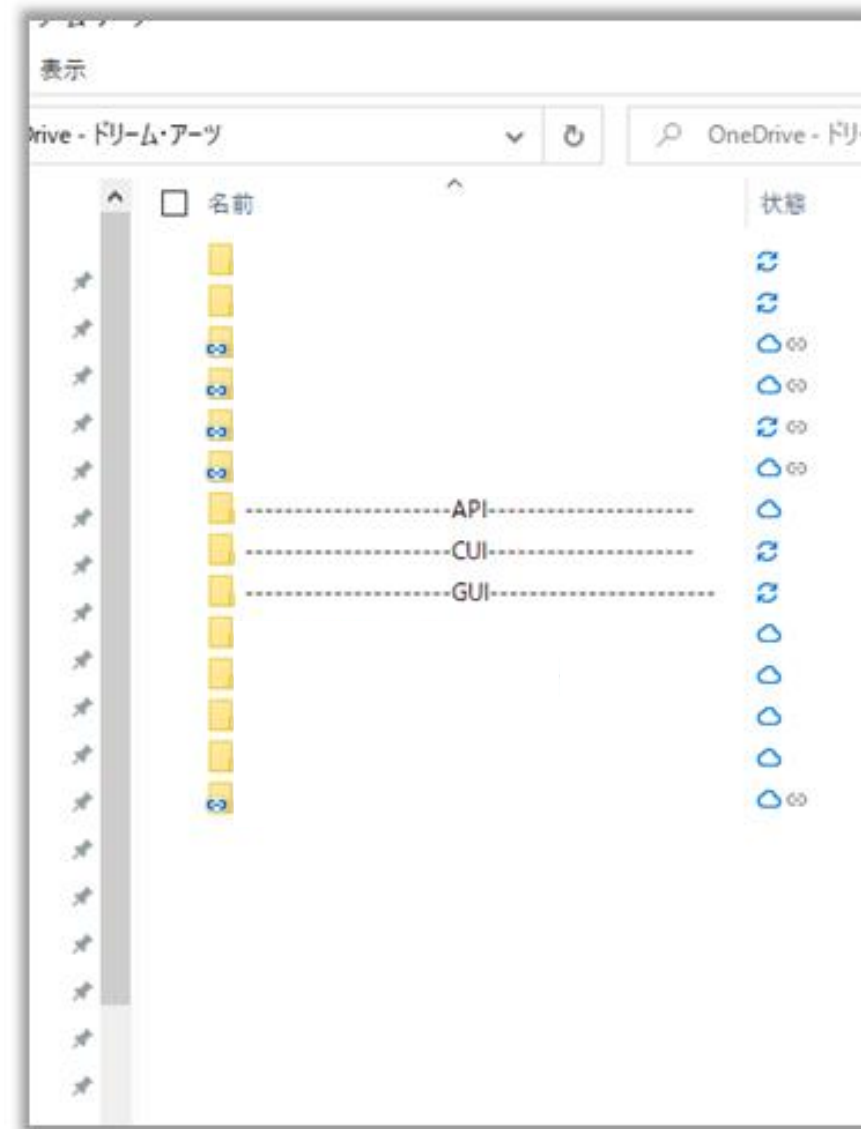 表示
Drive - ドリーム・アーツ
OneDrive - ドリ
名前
状態
--------------------API--------------------
--------------------CUI--------------------
--------------------GUI----------------------